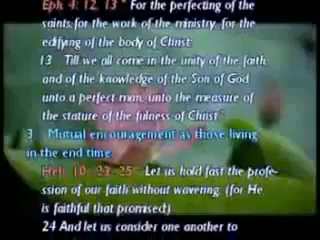 Eph. 4: 12, 13 " For the perfecting of the
saints, for the work of the ministry, for the
edifying of the body of Christ:
13 Till we all come in the unity of the faith,
and of the knowledge of the Son of God
unto a perfect man, unto the measure of
the stature of the fulness of Christ"
3 Mutual encouragement as those living
in the end time
Heb. 10: 23, 25 " Let us hold fast the profe-
ssion of our faith without wavering; (for He
is faithful that promised;)
24 And let us consider one another to